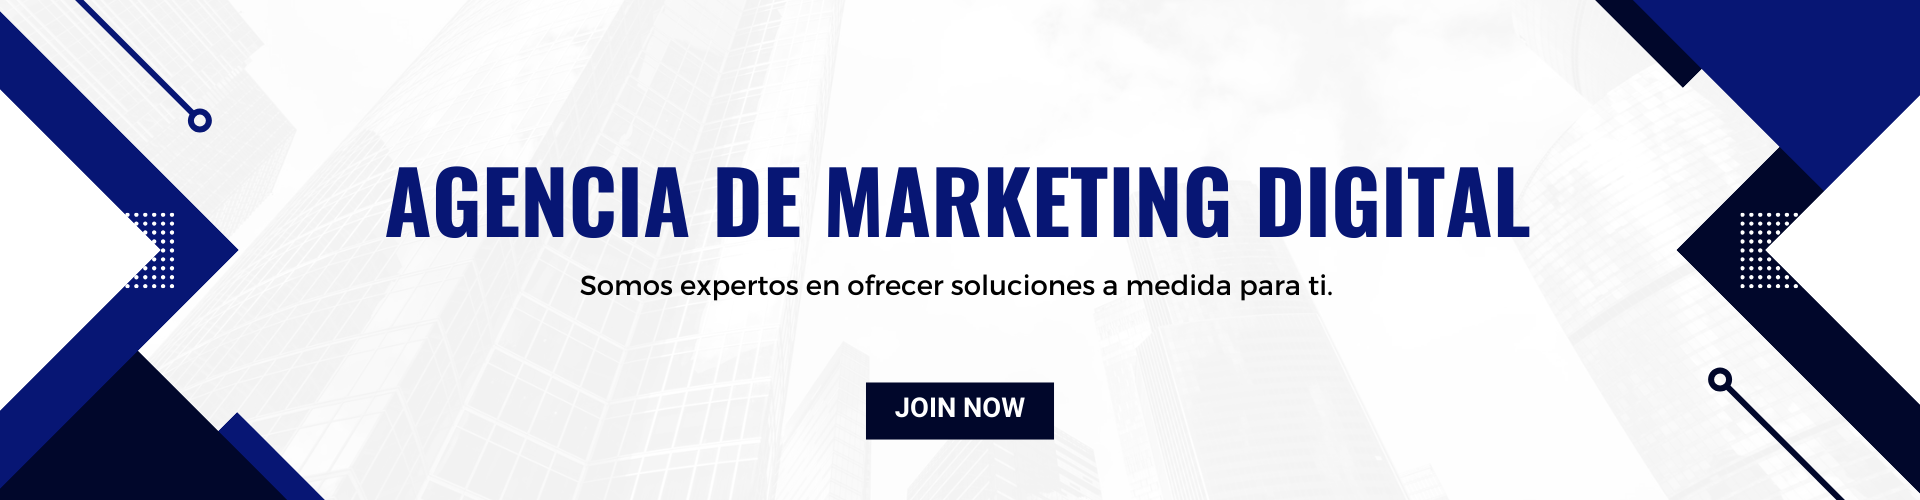 AGENCIA DE MARKETING DIGITAL
Somos expertos en ofrecer soluciones a medida para ti.
JOIN NOW